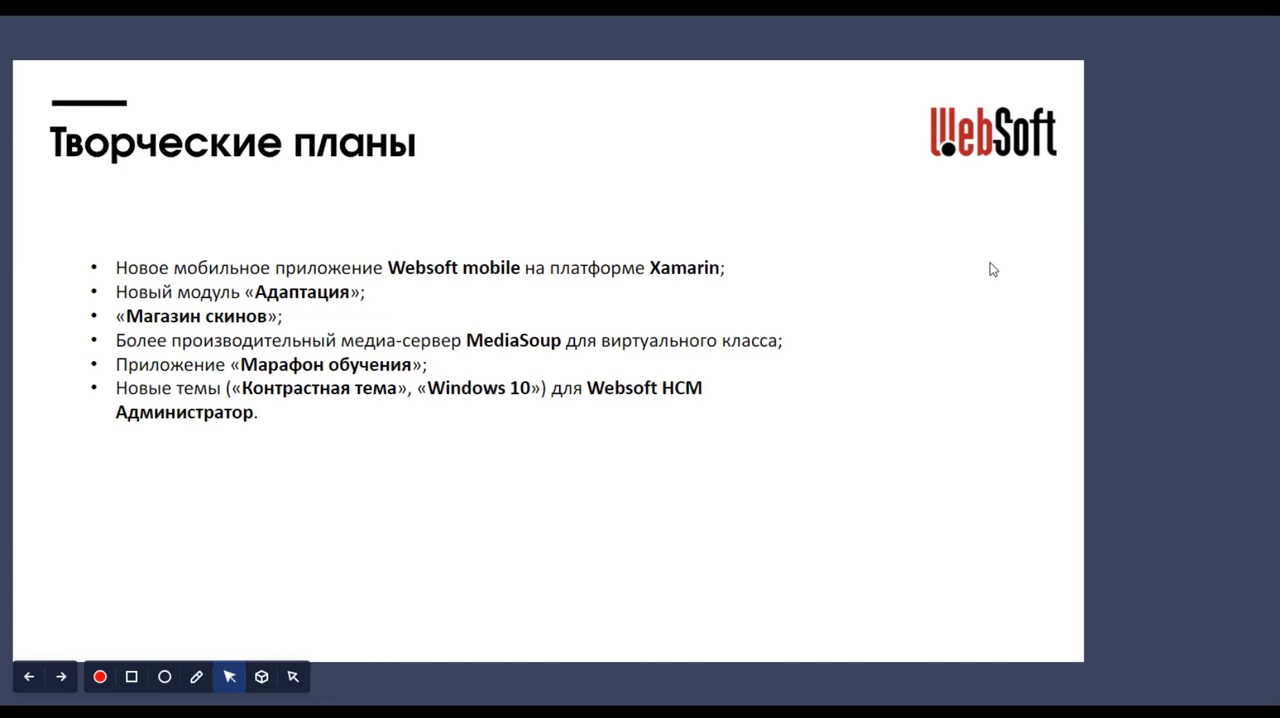 Творческие планы
WebSoft
• Новое мобильное приложение Websoft mobile на платформе Xamarin;
• Новый модуль «Адаптация»;
• «Магазин скинов»;
• Более производительный медиа-сервер MediaSoup для виртуального класса;
• Приложение «Марафон обучения»;
• Новые темы («Контрастная тема», «Windows 10») для Websoft HCM
Администратор.